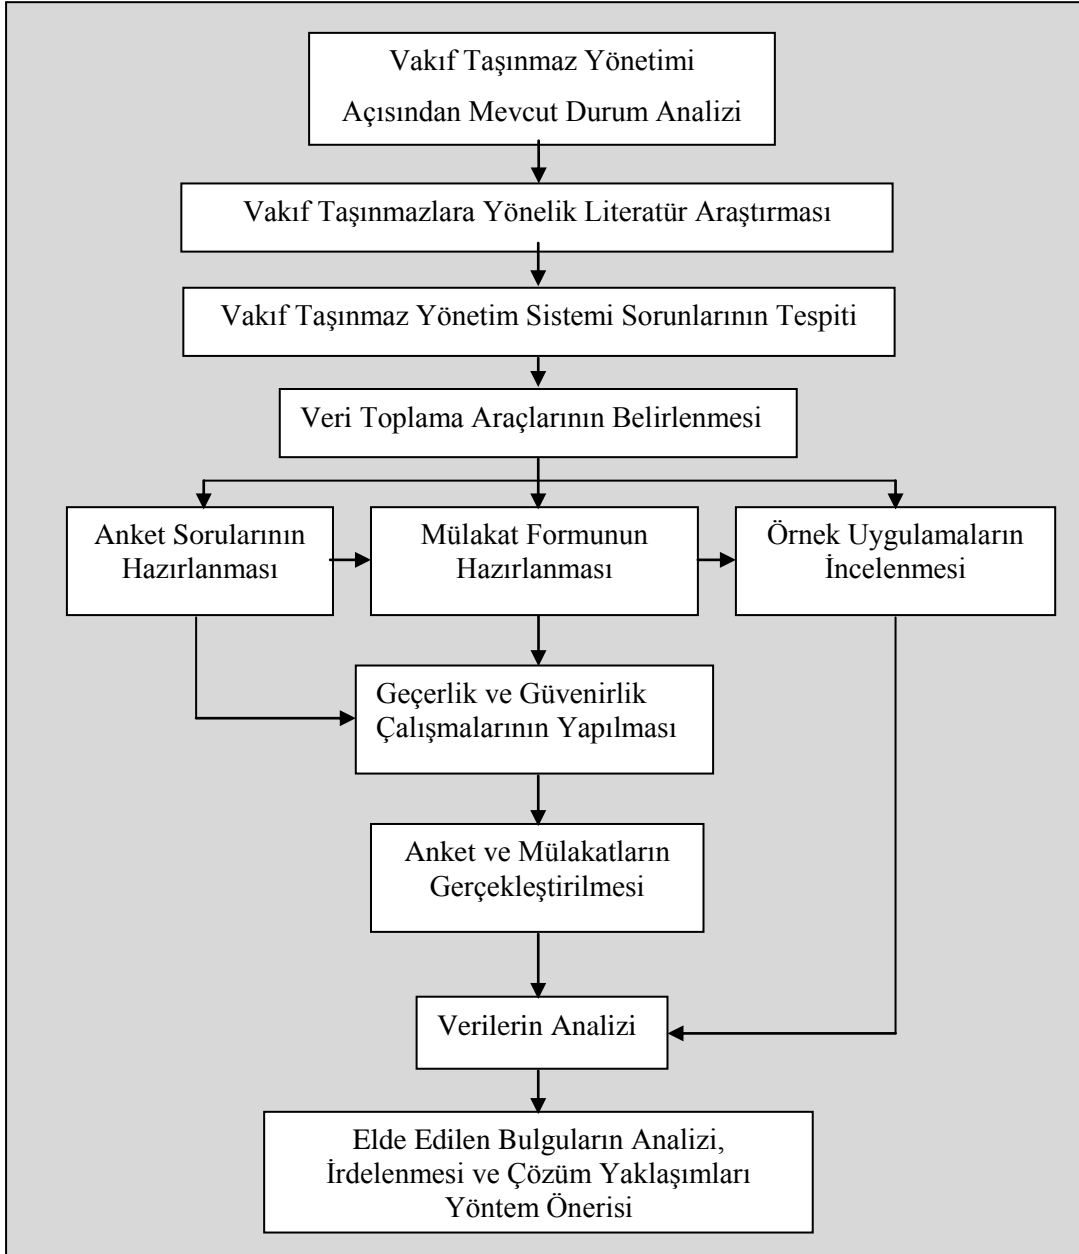 Vakıf Taşınmaz Yönetimi
Açısından Mevcut Durum Analizi
Vakıf Taşınmazlara Yönelik Literatür Araştırması
Vakıf Taşınmaz Yönetim Sistemi Sorunlarının Tespiti
Veri Toplama Araçlarının Belirlenmesi
Anket Sorularının
Hazırlanması
Mülakat Formunun
Hazırlanması
Örnek Uygulamaların
İncelenmesi
Geçerlik ve Güvenirlik
Çalışmalarının Yapılması
Anket ve Mülakatların
Gerçekleştirilmesi
Verilerin Analizi
Elde Edilen Bulguların Analizi,
İrdelenmesi ve Çözüm Yaklaşımları
Yöntem Önerisi